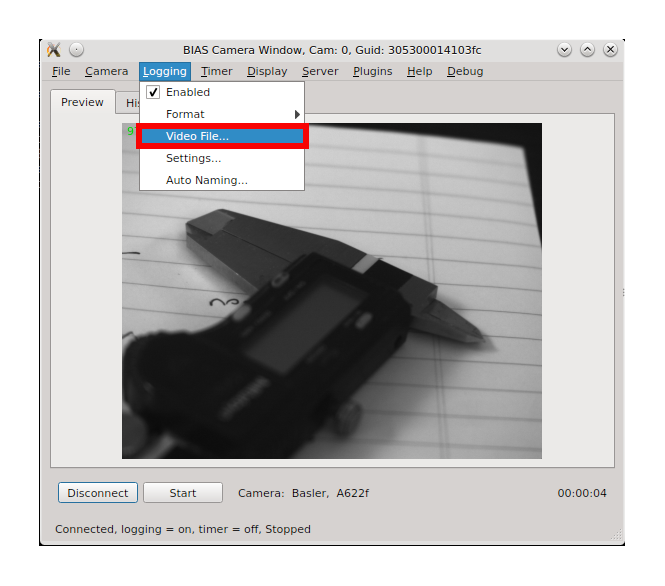 BIAS Camera Window, Cam: 0, Guid: 305300014103fc
File Camera Logging Timer Display Server Plugins Help Debug
Enabled
Format
Video File...
Settings...
Auto Naming...
Preview
9
Disconnect Start Camera: Basler, A622f 00:00:04
Connected, logging = on, timer = off, Stopped